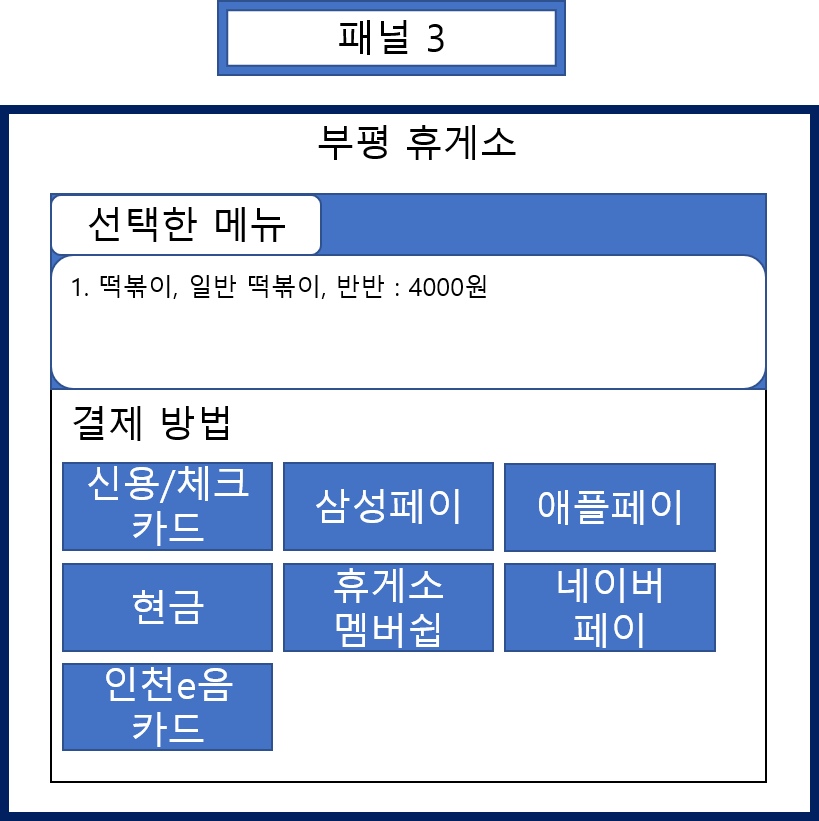 패널 3
부평 휴게소
선택한 메뉴
1. 떡볶이, 일반 떡볶이, 반반 : 4000원
결제 방법
신용/체크
카드
삼성페이
애플페이
현금
휴게소
멤버쉽
네이버
페이
인천e음
카드